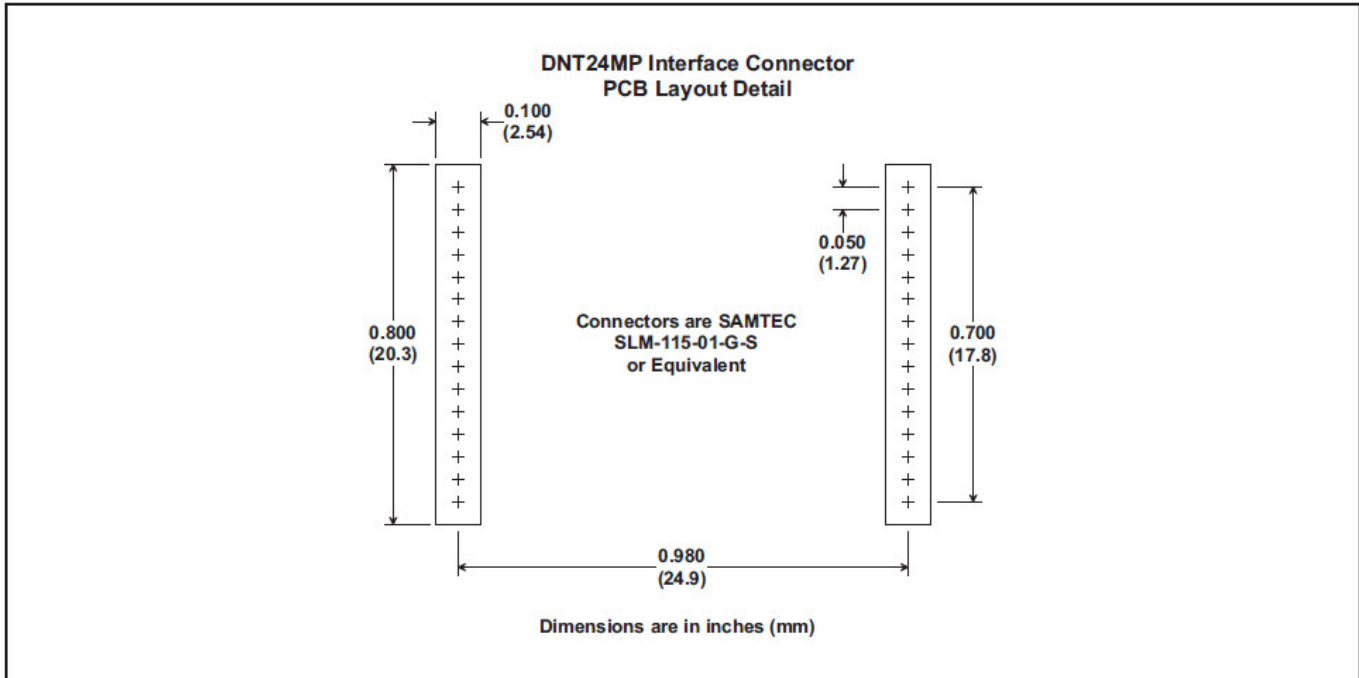 DNT24MP Interface Connector
PCB Layout Detail
0.100
(2.54)
0.050
(1.27)
0.800
(20.3)
Connectors are SAMTEC
SLM-115-01-G-S
or Equivalent
0.700
(17.8)
0.980
(24.9)
Dimensions are in inches (mm)